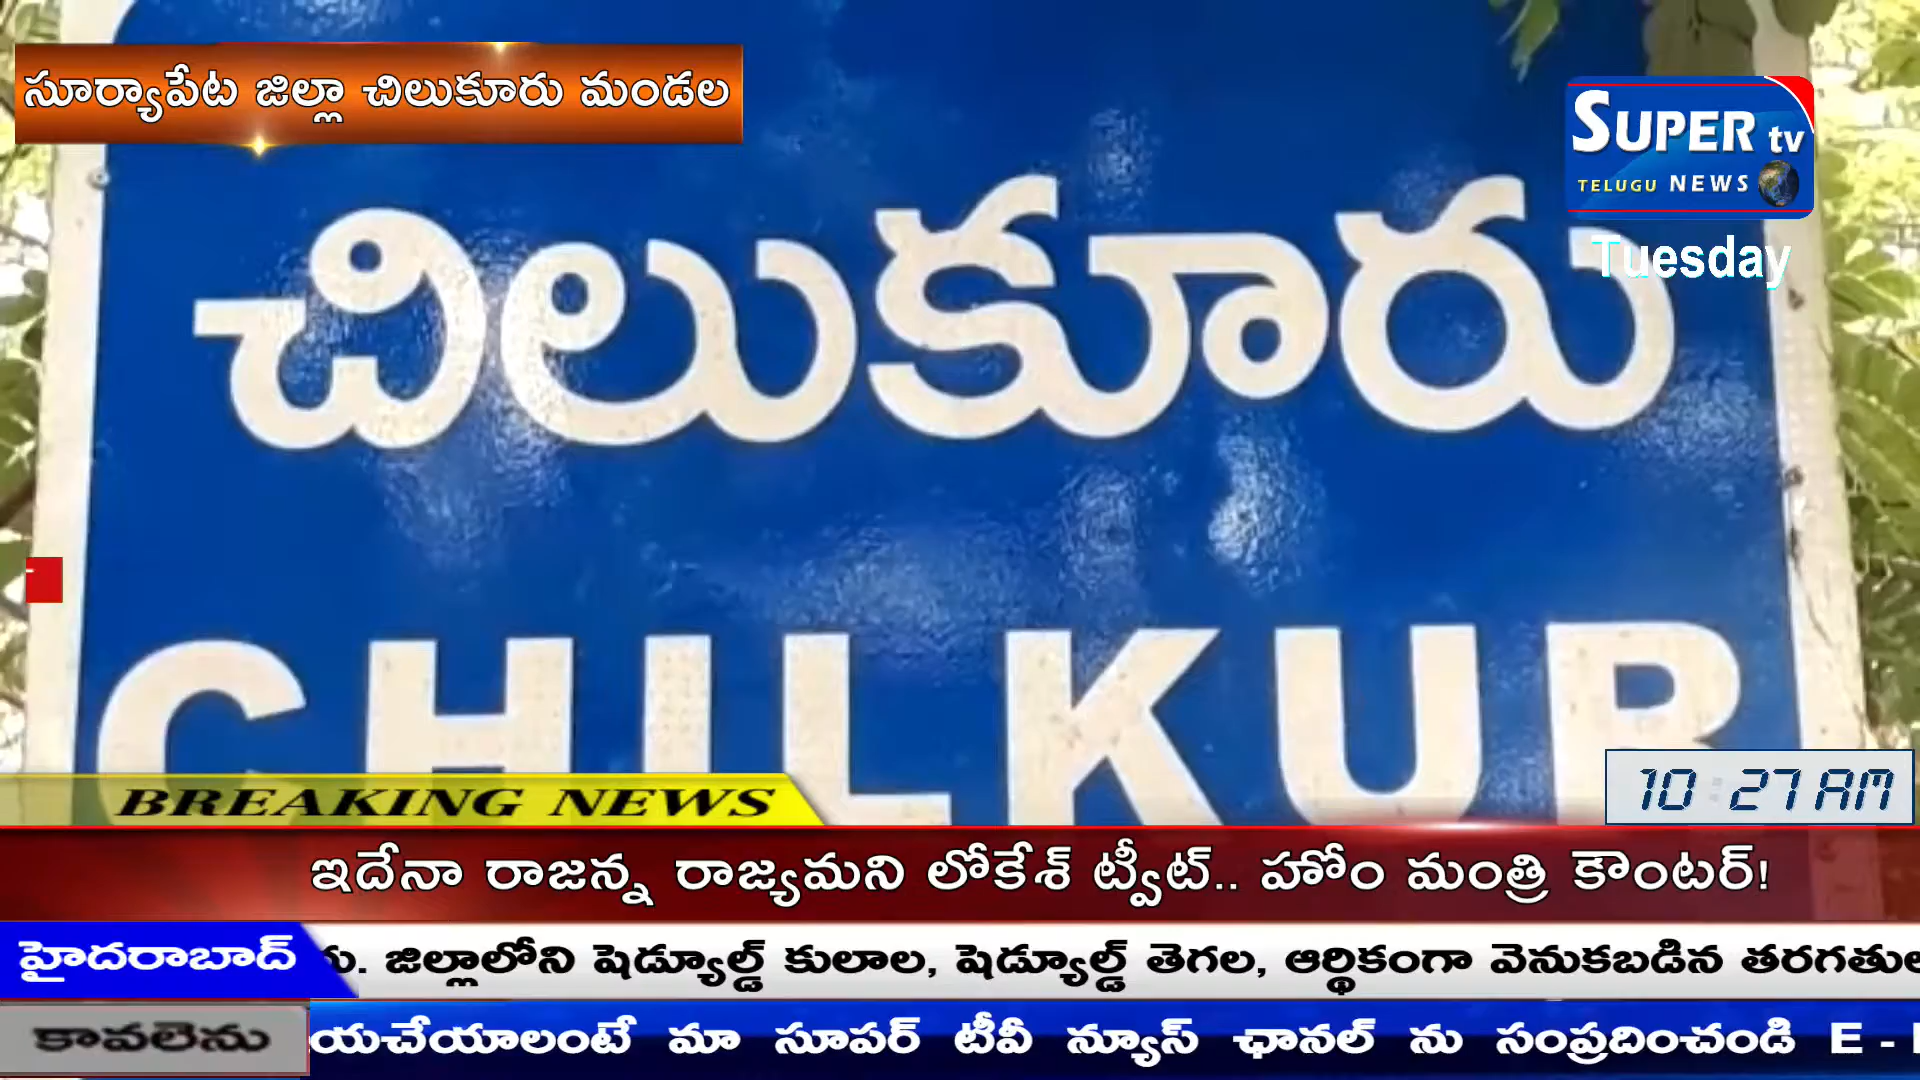 సూర్యాపేట జిల్లా చిలుకూరు మండల
SUPER tv
TELUGU NEWS
Tuesday
చిలుకూరు
CHILKUR
10:27 AM
BREAKING NEWS
ఇదేనా రాజన్న రాజ్యమని లోకేశ్ ట్వీట్.. హోం మంత్రి కౌంటర్!
హైదరాబాద్ . జిల్లాలోని షెడ్యూల్డ్ కులాల, షెడ్యూల్డ్ తెగల, ఆర్థికంగా వెనుకబడిన తరగతుల
కావలెను యచేయాలంటే మా సూపర్ టీవీ న్యూస్ ఛానల్ ను సంప్రదించండి E -